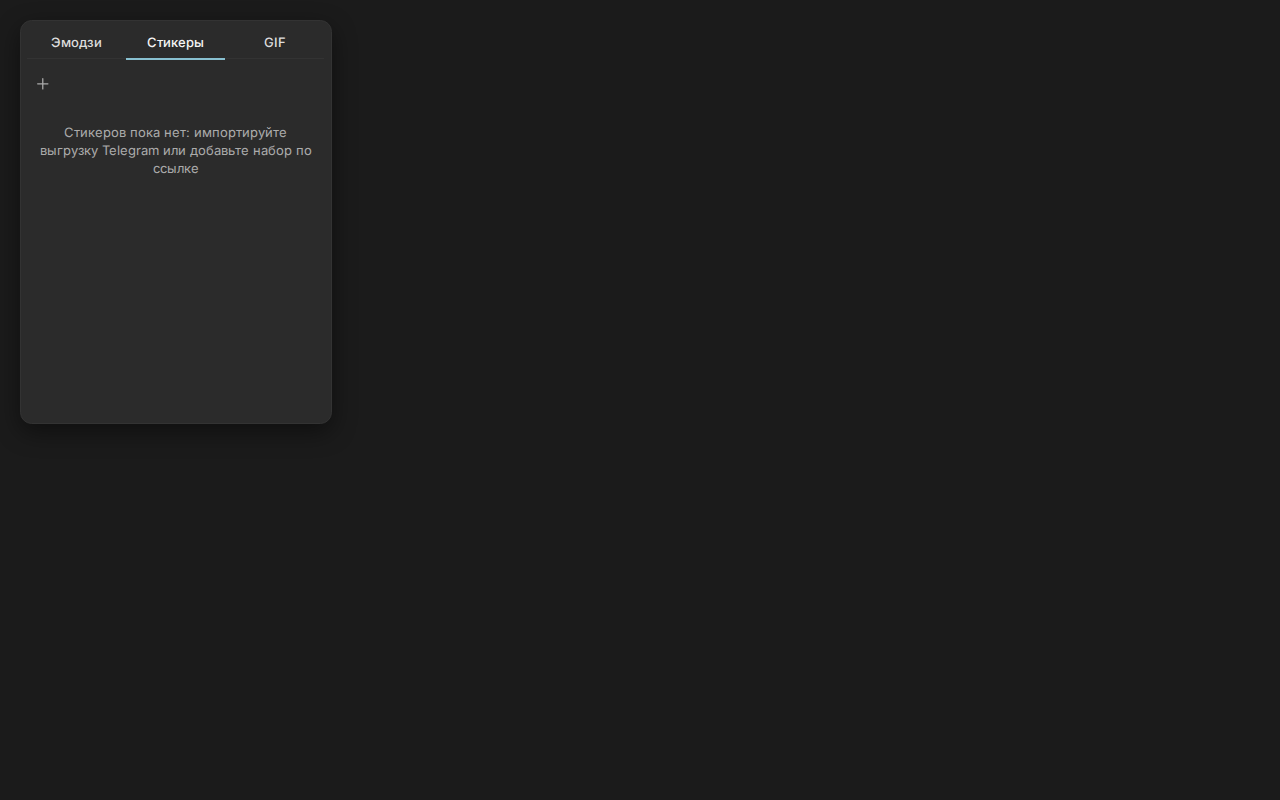 Эмодзи Стикеры GIF
Стикеров пока нет: импортируйте
выгрузку Telegram или добавьте набор по
ссылке